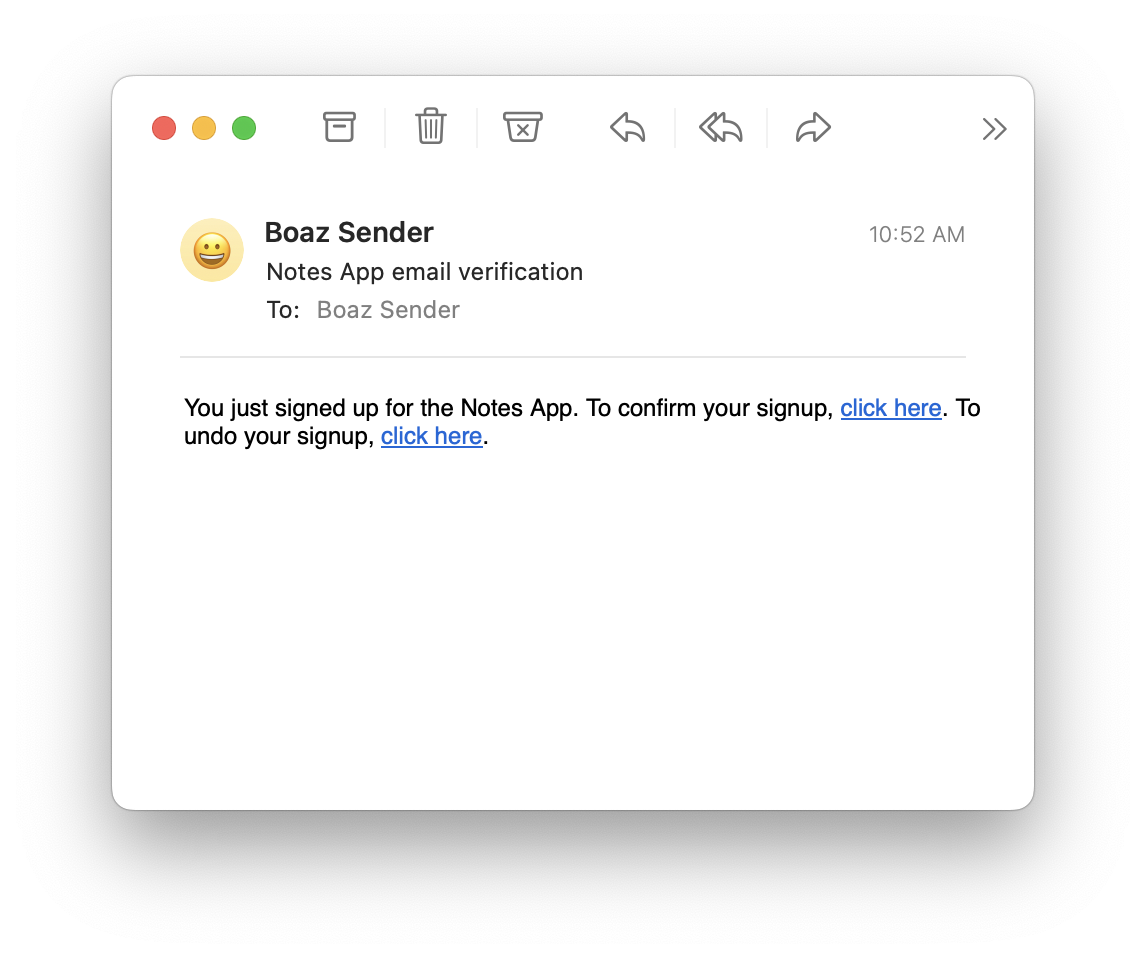 Boaz Sender
10:52 AM
Notes App email verification
To: Boaz Sender
You just signed up for the Notes App. To confirm your signup, click here. To
undo your signup, click here.